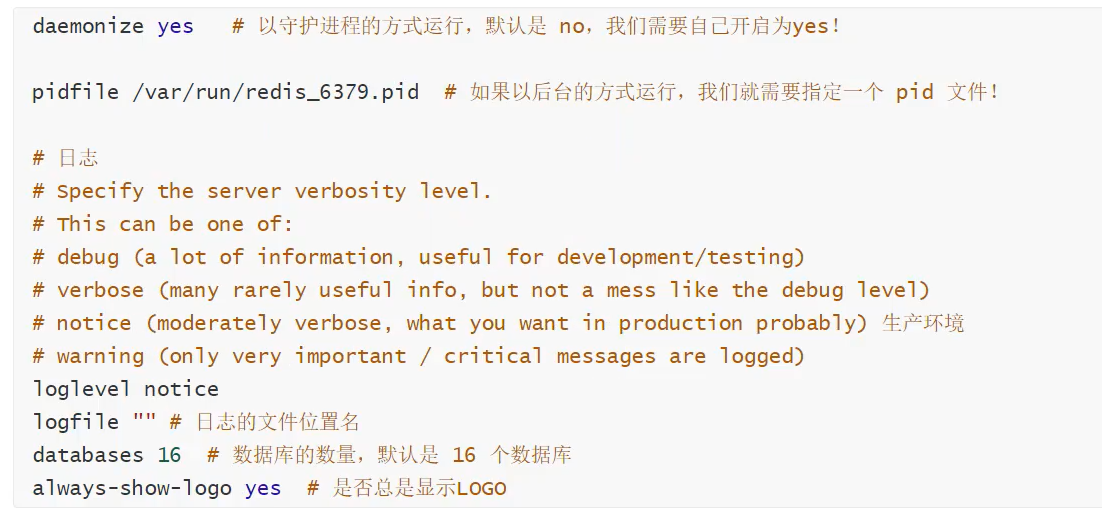 daemonize yes   # 以守护进程的方式运行，默认是 no，我们需要自己开启为yes！
pidfile /var/run/redis_6379.pid  # 如果以后台的方式运行，我们就需要指定一个 pid 文件！
# 日志
# Specify the server verbosity level.
# This can be one of:
# debug (a lot of information, useful for development/testing)
# verbose (many rarely useful info, but not a mess like the debug level)
# notice (moderately verbose, what you want in production probably) 生产环境
# warning (only very important / critical messages are logged)
loglevel notice
logfile "" # 日志的文件位置名
databases 16  # 数据库的数量，默认是 16 个数据库
always-show-logo yes  # 是否总是显示LOGO